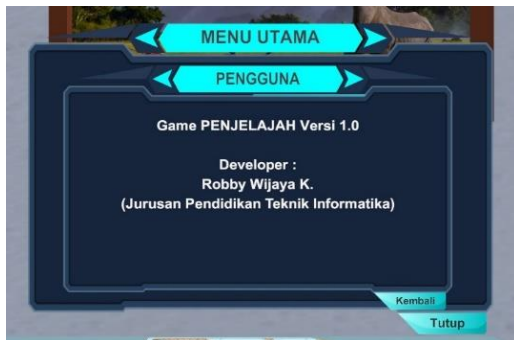 MENU UTAMA
PENGGUNA
Game PENJELAJAH Versi 1.0
Developer :
Robby Wijaya K.
(Jurusan Pendidikan Teknik Informatika)
Kembali
Tutup